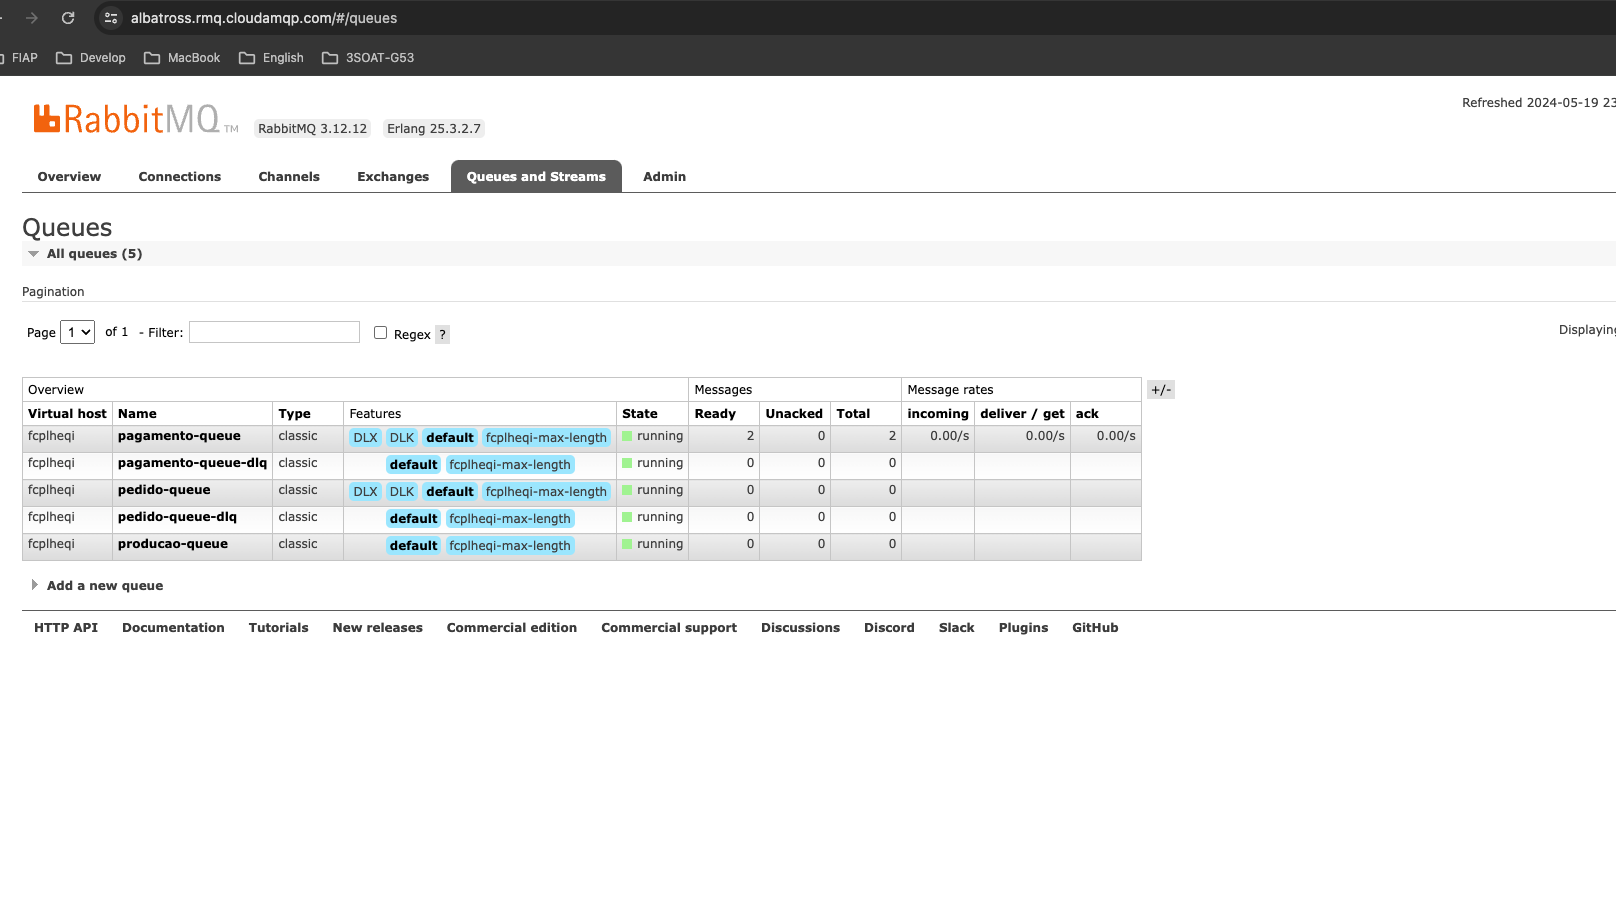 albatross.rmq.cloudamqp.com/#/queues
FIAP Develop MacBook English 3SOAT-G53
RabbitMQ TM RabbitMQ 3.12.12 Erlang 25.3.2.7
Refreshed 2024-05-19 23
Overview Connections Channels Exchanges Queues and Streams Admin
Queues
All queues (5)
Pagination
Page 1 of 1 - Filter: Regex ?
Displaying
Overview Messages Message rates +/-
Virtual host Name Type Features State Ready Unacked Total incoming deliver / get ack
fcplheqi pagamento-queue classic DLX DLK default fcplheqi-max-length running 2 0 2 0.00/s 0.00/s 0.00/s
fcplheqi pagamento-queue-dlq classic default fcplheqi-max-length running 0 0 0
fcplheqi pedido-queue classic DLX DLK default fcplheqi-max-length running 0 0 0
fcplheqi pedido-queue-dlq classic default fcplheqi-max-length running 0 0 0
fcplheqi producao-queue classic default fcplheqi-max-length running 0 0 0
Add a new queue
HTTP API Documentation Tutorials New releases Commercial edition Commercial support Discussions Discord Slack Plugins GitHub